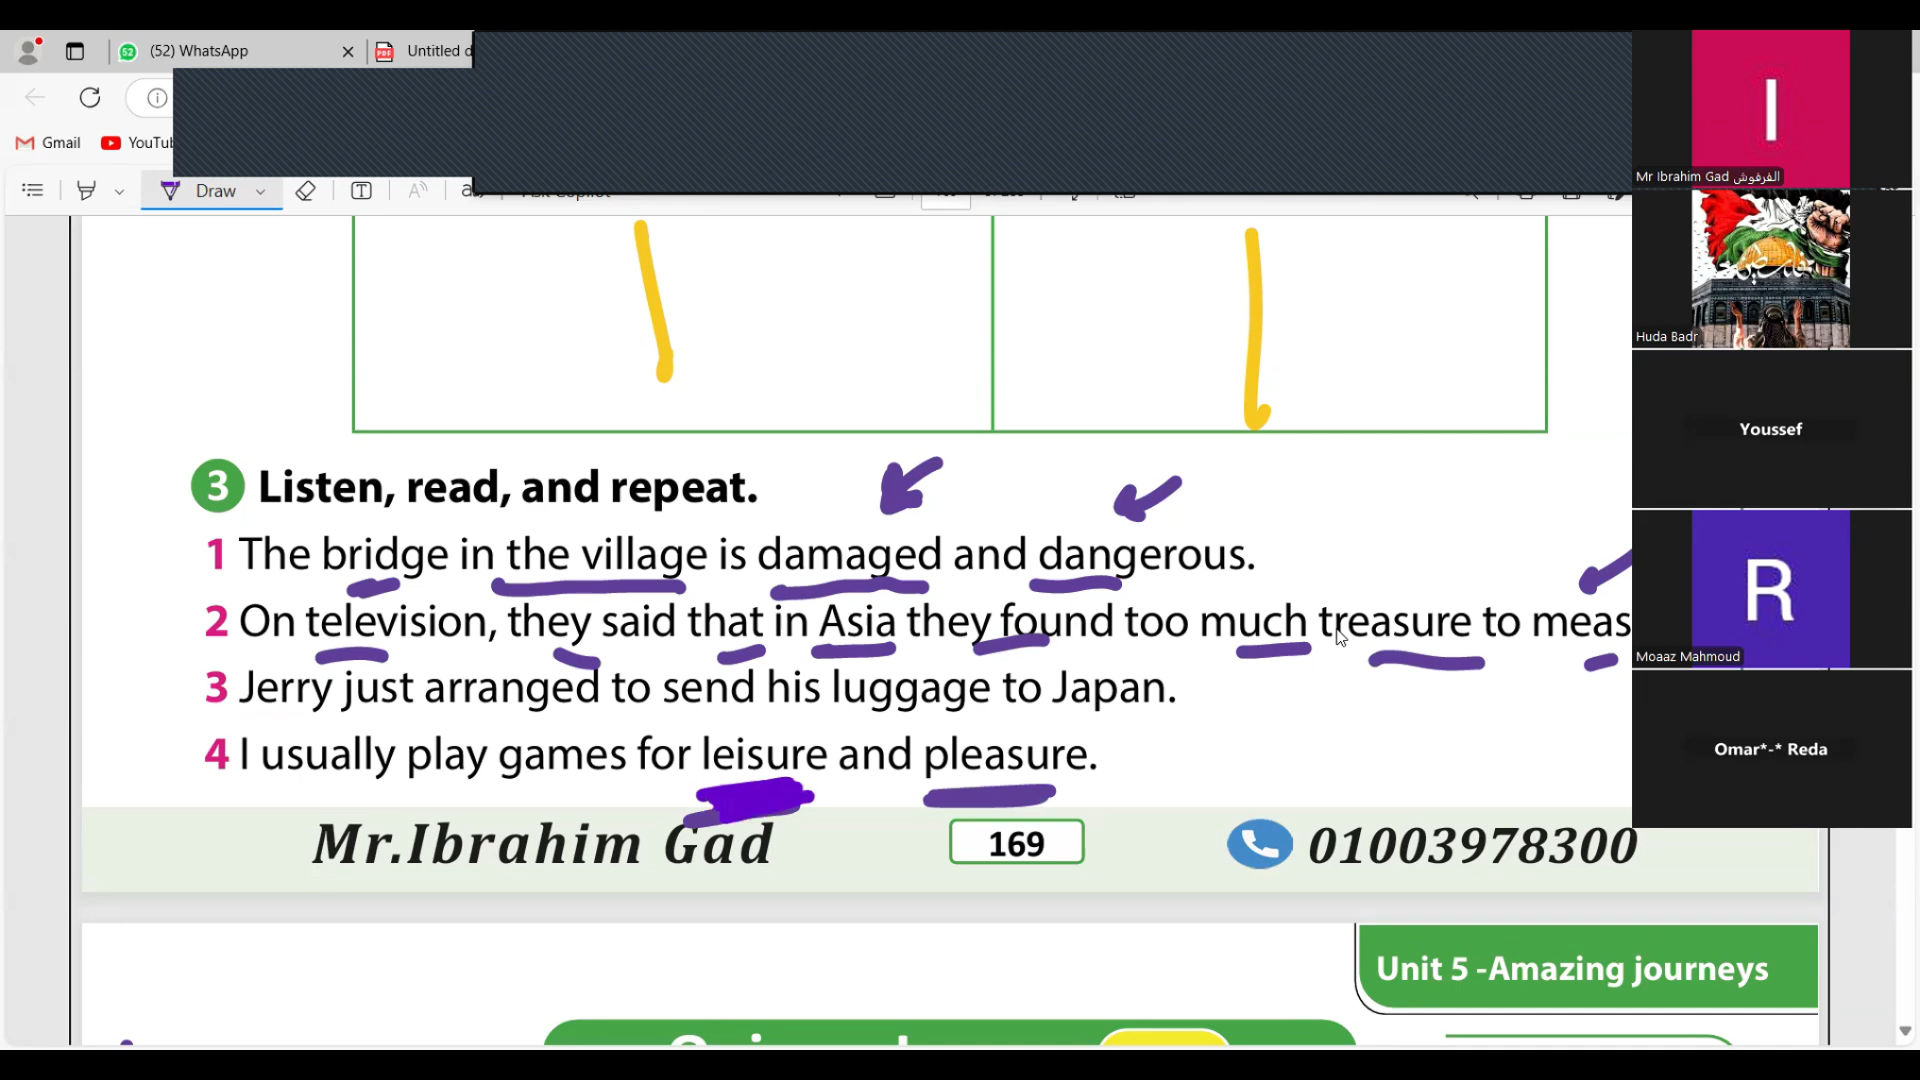 (52) WhatsApp
Untitled d
Gmail
YouTub
Draw
Mr Ibrahim Gad الفرفوش
فلسطين
Huda Badr
3 Listen, read, and repeat.
Youssef
1 The bridge in the village is damaged and dangerous.
2 On television, they said that in Asia they found too much treasure to meas
R
Moaaz Mahmoud
3 Jerry just arranged to send his luggage to Japan.
4 I usually play games for leisure and pleasure.
Omar*-* Reda
Mr.Ibrahim Gad
169
01003978300
Unit 5 -Amazing journeys